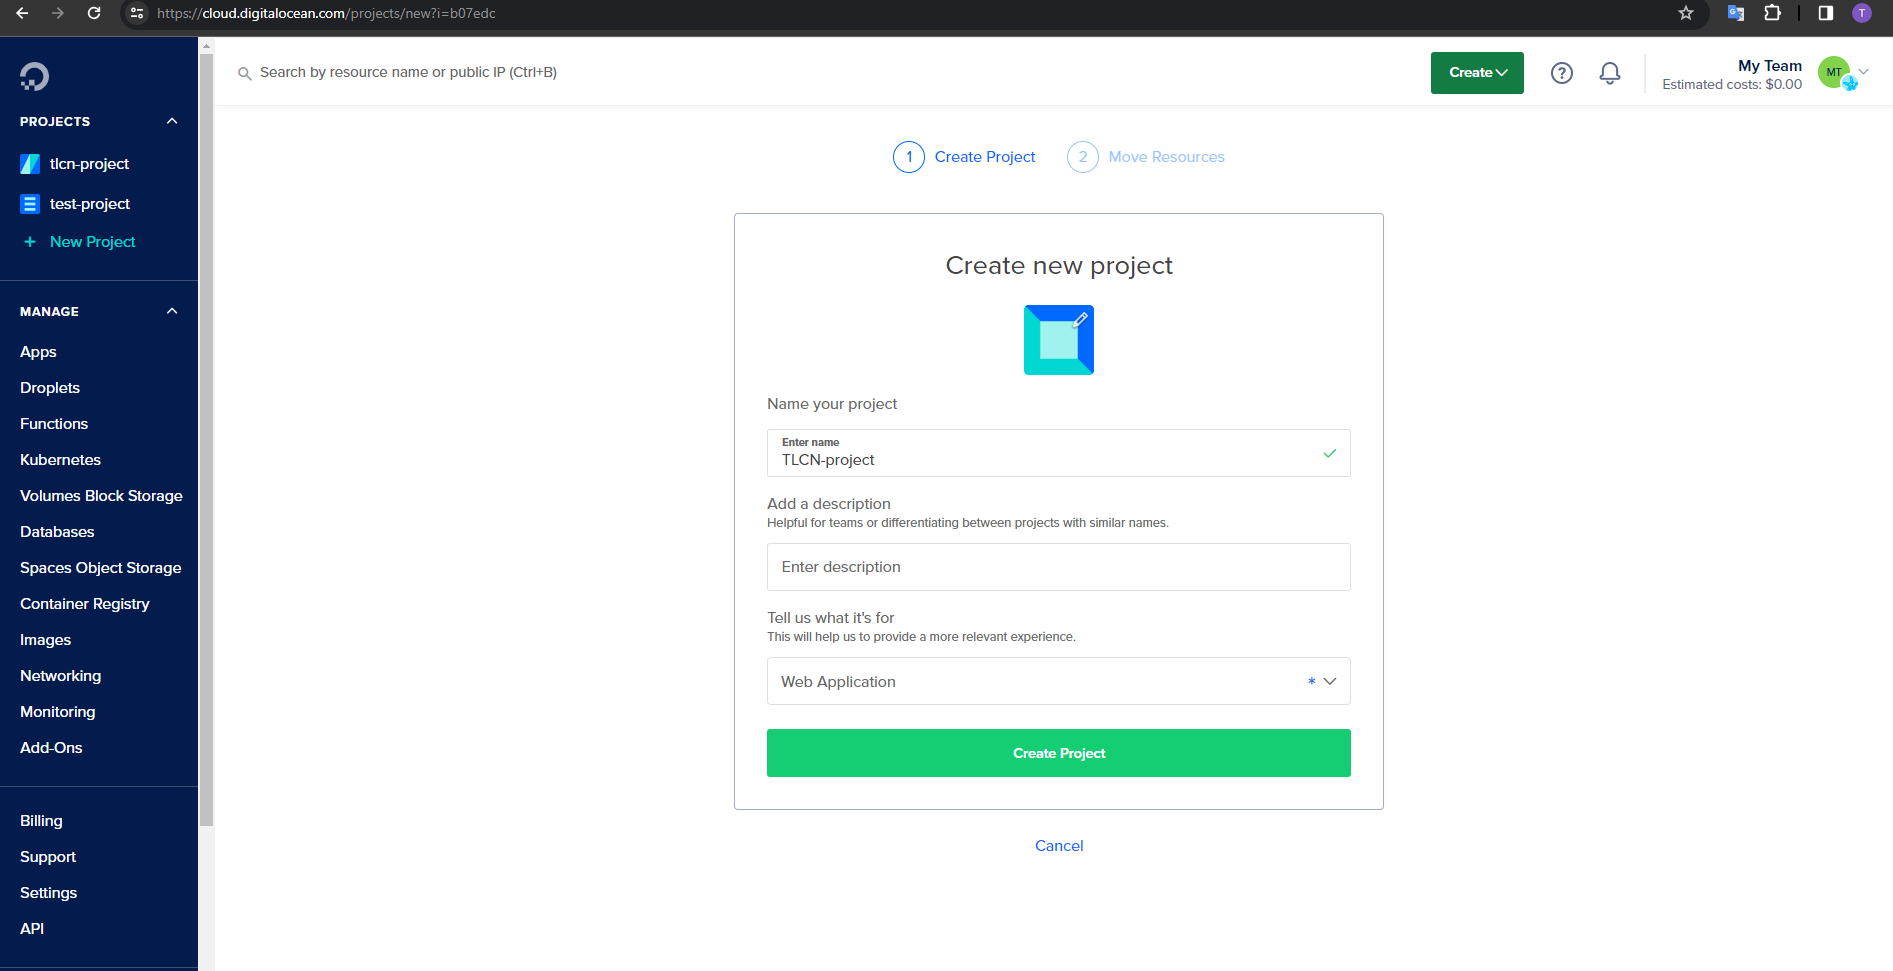 https://cloud.digitalocean.com/projects/new?i=b07edc
T
Search by resource name or public IP (Ctrl+B)
Create
My Team
Estimated costs: $0.00
MT
PROJECTS
tlcn-project
test-project
+ New Project
MANAGE
Apps
Droplets
Functions
Kubernetes
Volumes Block Storage
Databases
Spaces Object Storage
Container Registry
Images
Networking
Monitoring
Add-Ons
Billing
Support
Settings
API
1 Create Project
2 Move Resources
Create new project
Name your project
Enter name
TLCN-project
Add a description
Helpful for teams or differentiating between projects with similar names.
Enter description
Tell us what it's for
This will help us to provide a more relevant experience.
Web Application *
Create Project
Cancel